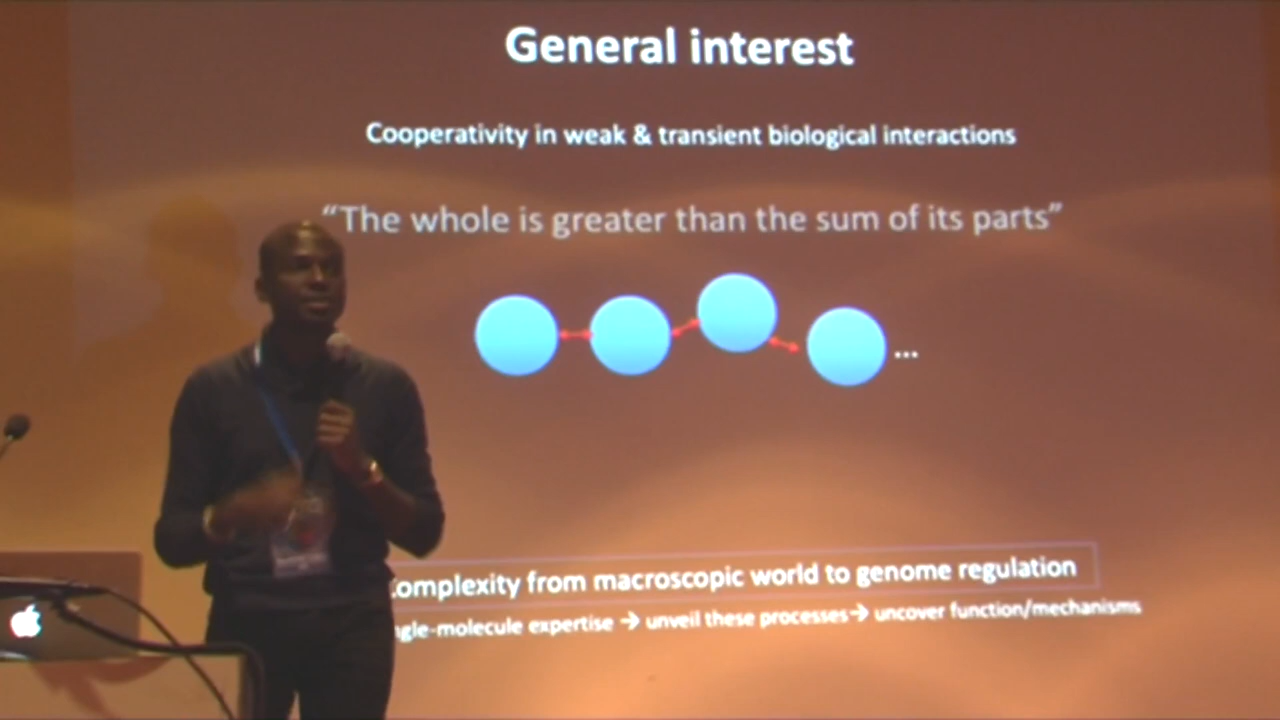 General interest
Cooperativity in weak & transient biological interactions
“The whole is greater than the sum of its parts”
...
omplexity from macroscopic world to genome regulation
gle-molecule expertise → unveil these processes→ uncover function/mechanisms